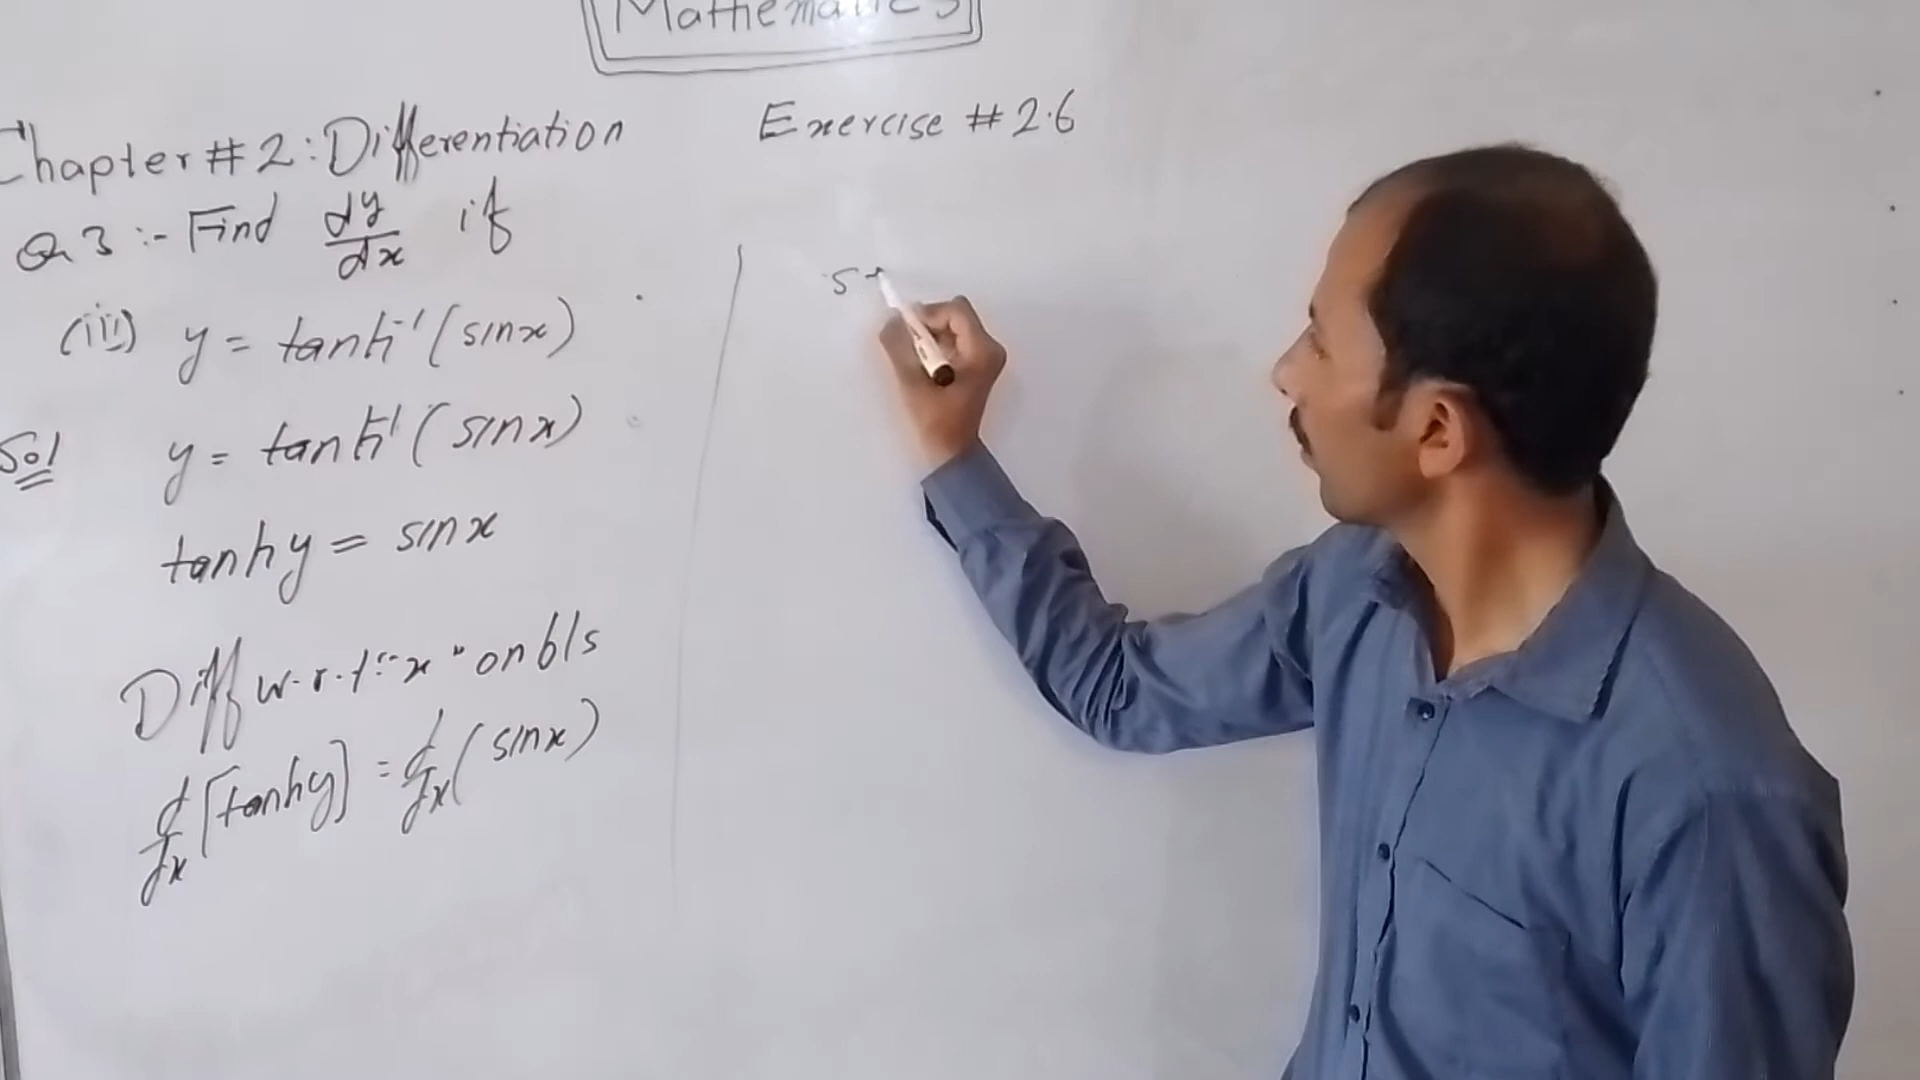 Mathematics
Chapter # 2 : Differentiation
Exercise # 2.6
Q 3 :- Find dy/dx if
(iii) y = tanh⁻¹ (sinx)
Sol y = tanh⁻¹ (sinx)
tanhy = sinx
Diff w.r.t "x" on b/s
d/dx [tanhy] = d/dx (sinx)